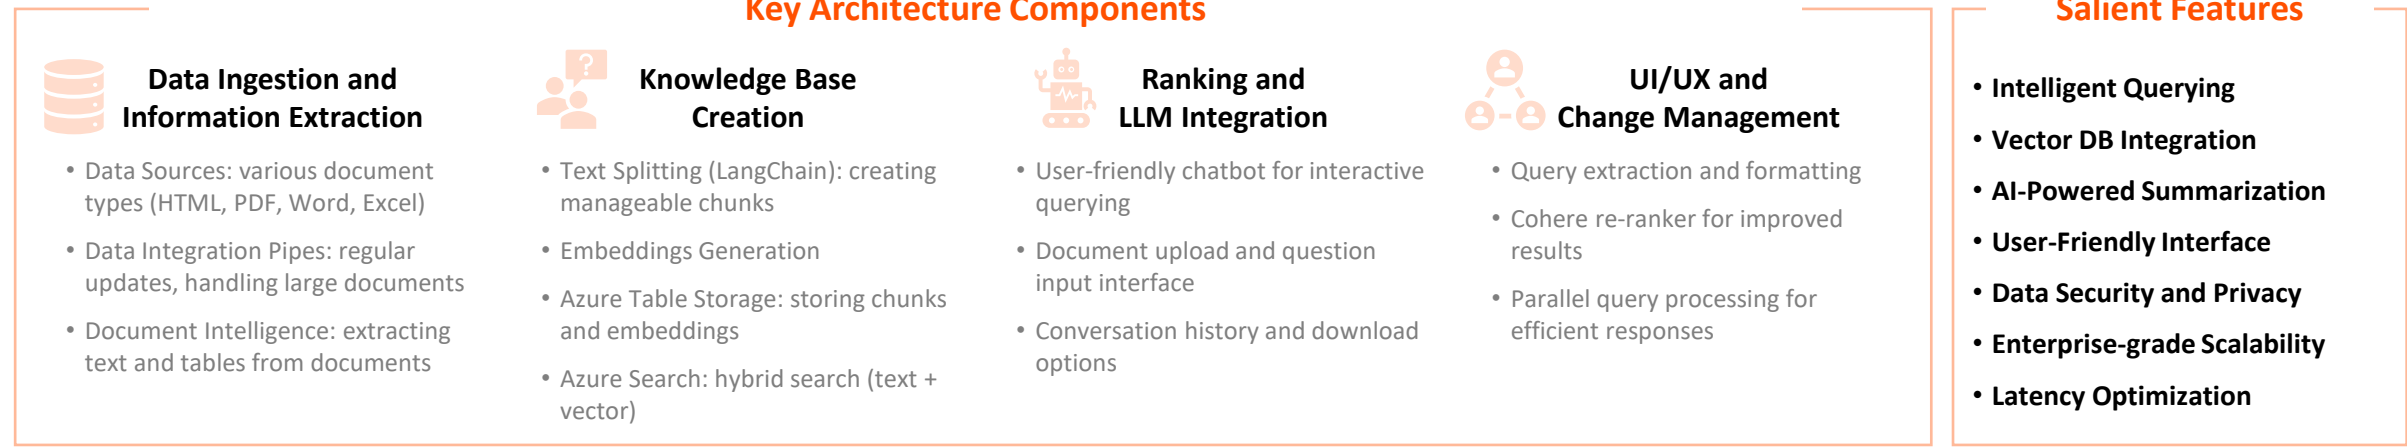 Key Architecture Components
Data Ingestion and
Information Extraction
• Data Sources: various document
types (HTML, PDF, Word, Excel)
• Data Integration Pipes: regular
updates, handling large documents
• Document Intelligence: extracting
text and tables from documents
?
Knowledge Base
Creation
• Text Splitting (LangChain): creating
manageable chunks
• Embeddings Generation
• Azure Table Storage: storing chunks
and embeddings
• Azure Search: hybrid search (text +
vector)
Ranking and
LLM Integration
• User-friendly chatbot for interactive
querying
• Document upload and question
input interface
• Conversation history and download
options
UI/UX and
Change Management
• Query extraction and formatting
• Cohere re-ranker for improved
results
• Parallel query processing for
efficient responses
Salient Features
• Intelligent Querying
• Vector DB Integration
• AI-Powered Summarization
• User-Friendly Interface
• Data Security and Privacy
• Enterprise-grade Scalability
• Latency Optimization